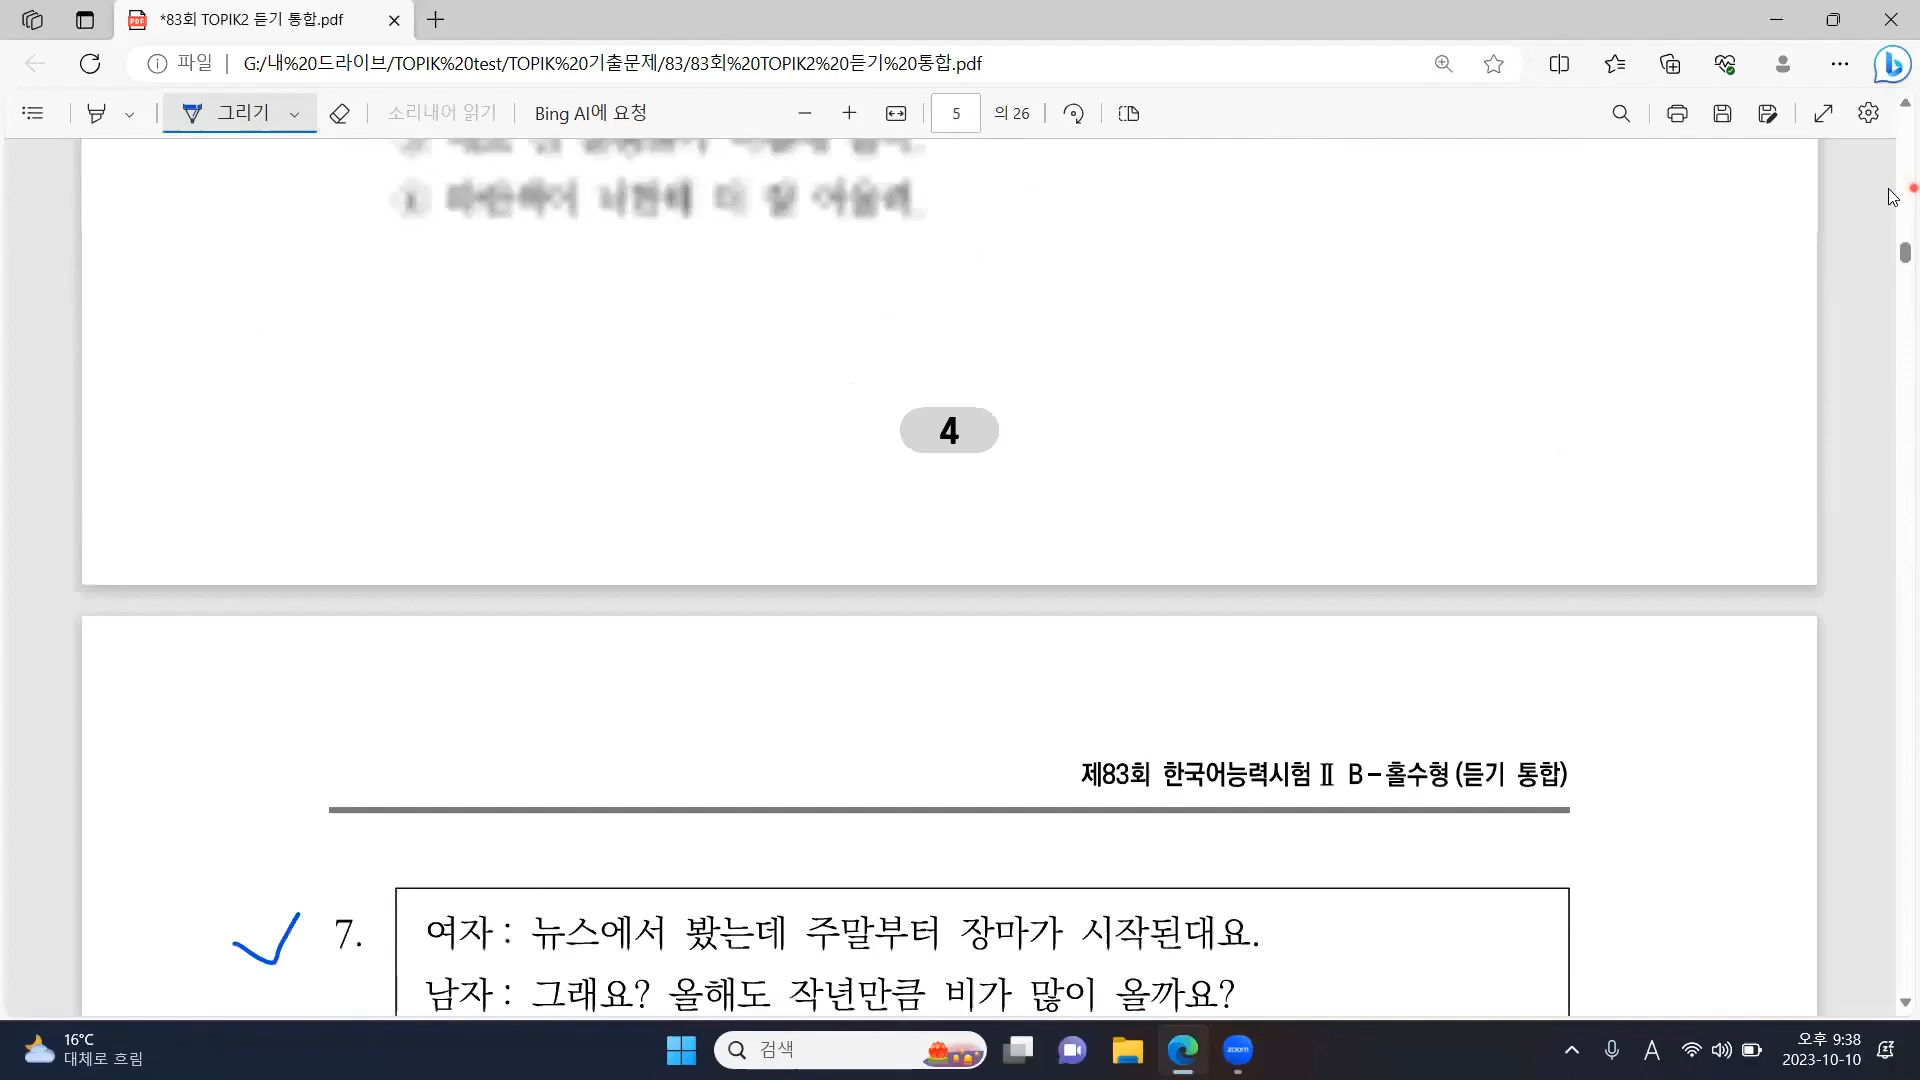 *83회 TOPIK2 듣기 통합.pdf
파일 | G:/내%20드라이브/TOPIK%20test/TOPIK%20기출문제/83/83회%20TOPIK2%20듣기%20통합.pdf
그리기 소리내어 읽기 Bing AI에 요청 5 의 26
4
제83회 한국어능력시험 Ⅱ B-홀수형 (듣기 통합)
7. 여자 : 뉴스에서 봤는데 주말부터 장마가 시작된대요.
남자 : 그래요? 올해도 작년만큼 비가 많이 올까요?
16°C
대체로 흐림
검색
zoom
A
오후 9:38
2023-10-10